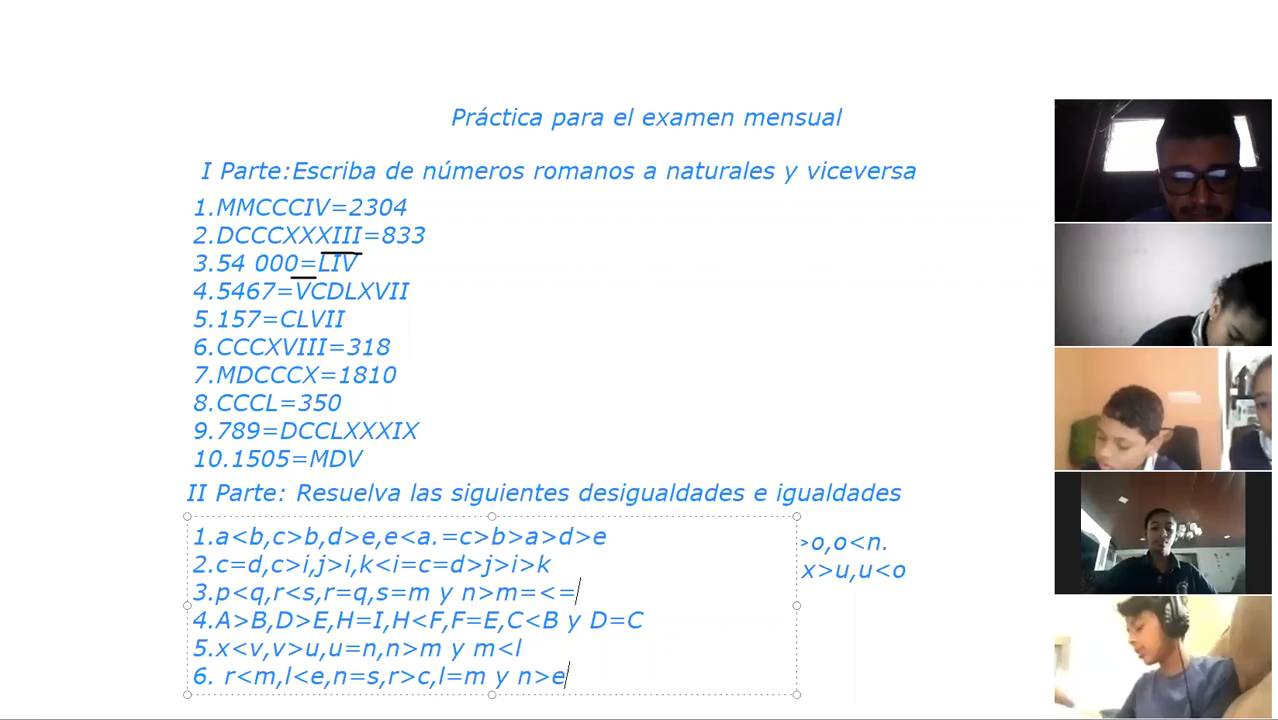 Práctica para el examen mensual
I Parte:Escriba de números romanos a naturales y viceversa
1.MMCCCIV=2304
2.DCCCXXXIII=833
3.54 000=LIV
4.5467=VCDLXVII
5.157=CLVII
6.CCCXVIII=318
7.MDCCCX=1810
8.CCCL=350
9.789=DCCLXXXIX
10.1505=MDV
II Parte: Resuelva las siguientes desigualdades e igualdades
1.a<b,c>b,d>e,e<a.=c>b>a>d>e
2.c=d,c>i,j>i,k<i=c=d>j>i>k
3.p<q,r<s,r=q,s=m y n>m=<=
4.A>B,D>E,H=I,H<F,F=E,C<B y D=C
5.x<v,v>u,u=n,n>m y m<l
6. r<m,l<e,n=s,r>c,l=m y n>e
>o,o<n.
x>u,u<o